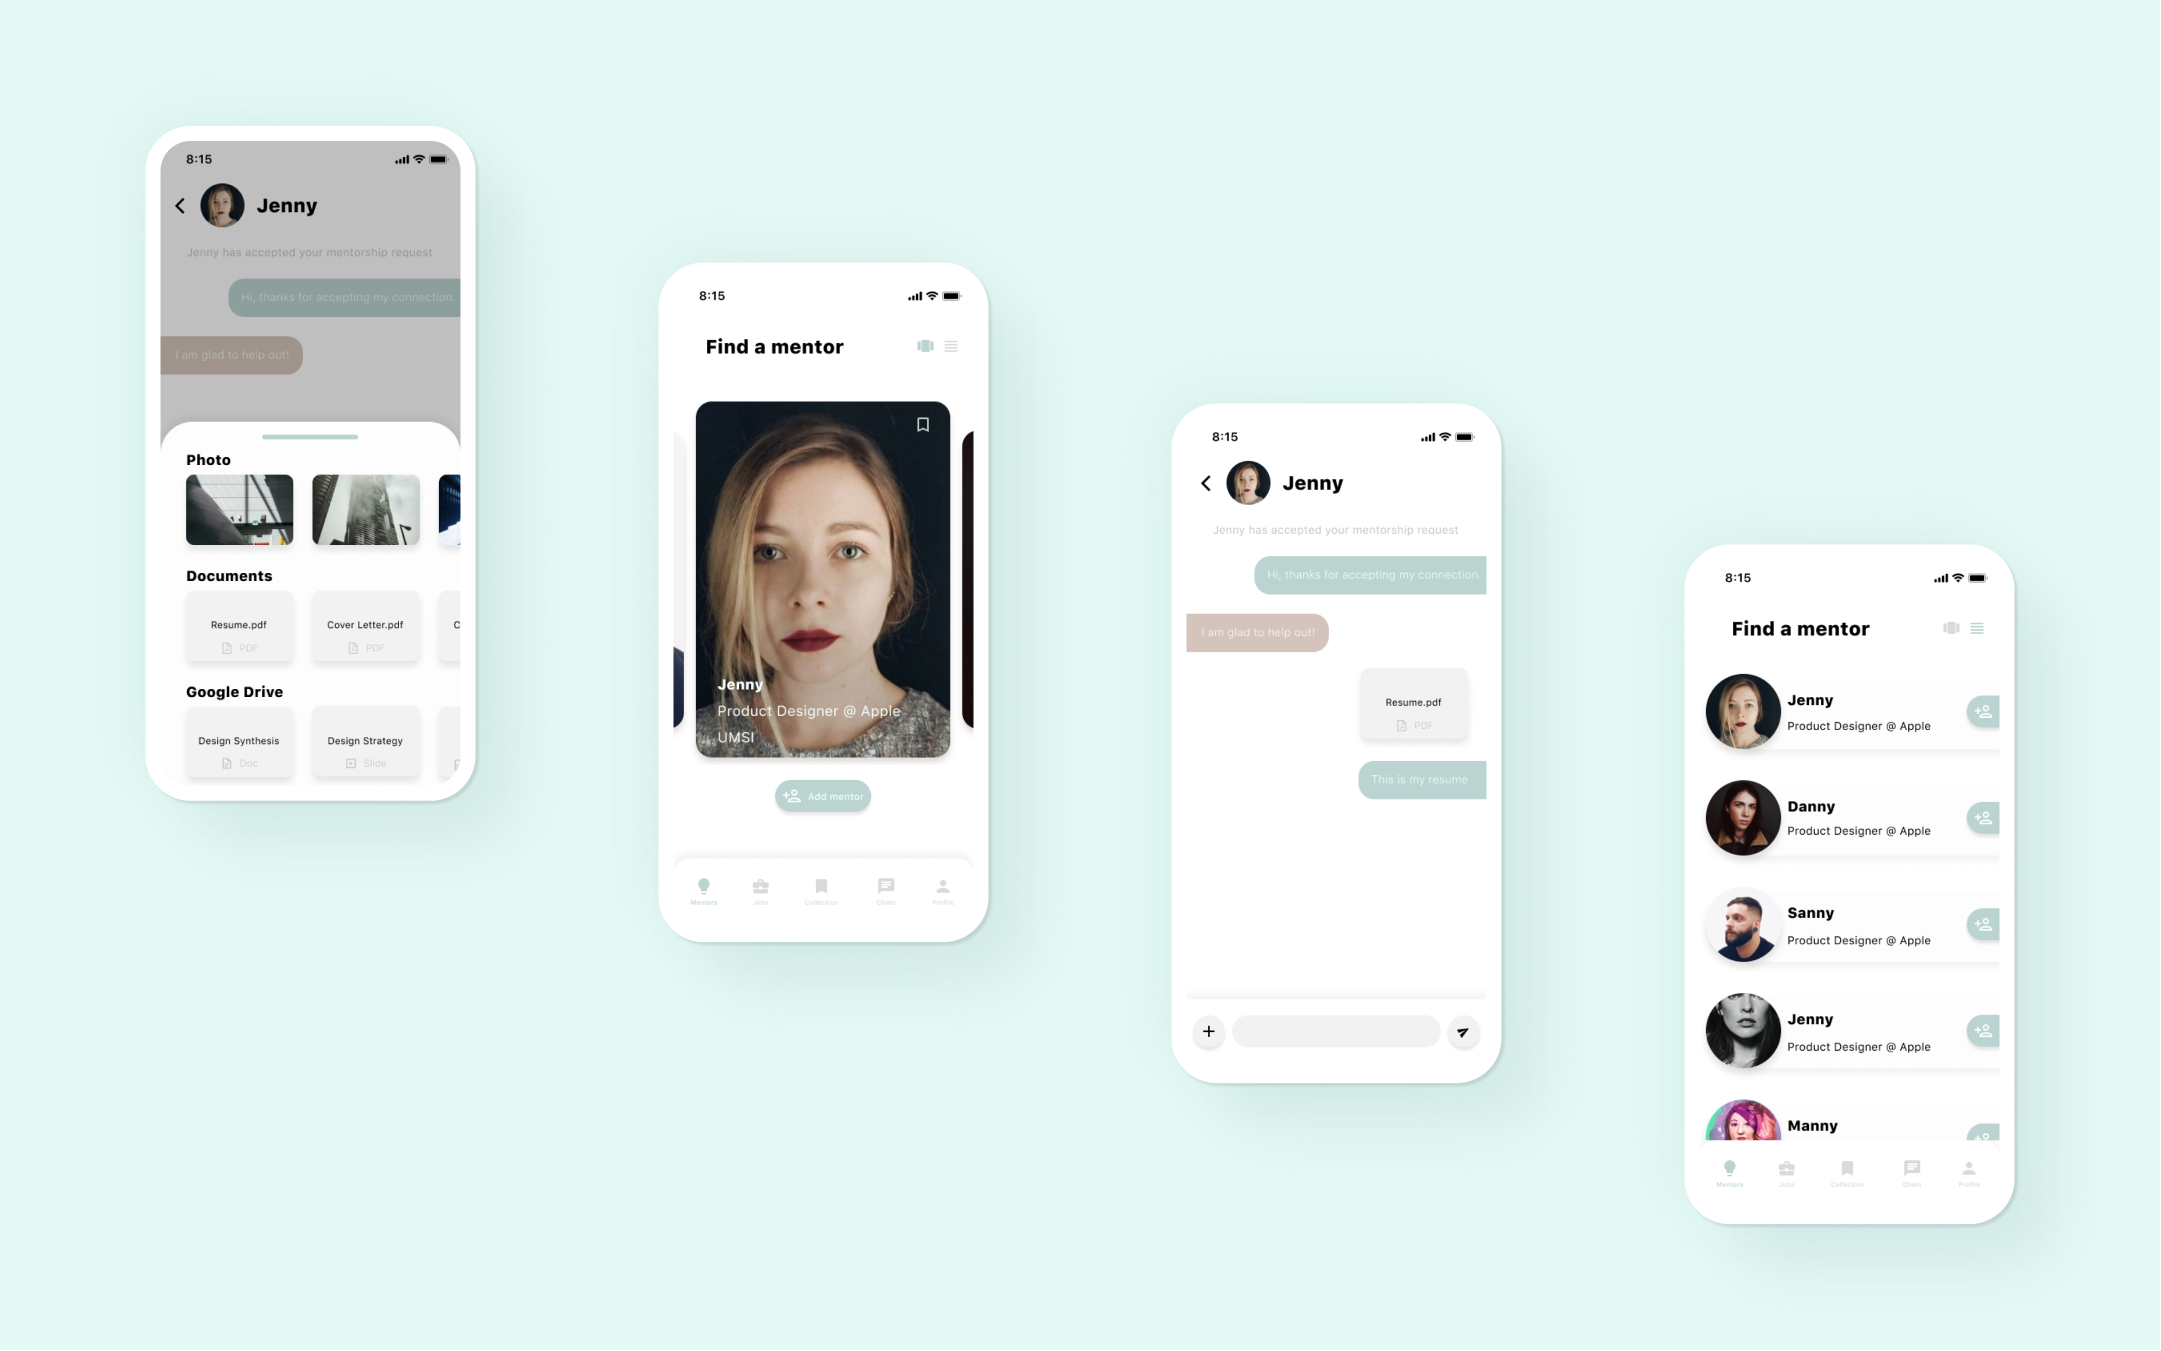 8:15
Jenny
Jenny has accepted your mentorship request
Hi, thanks for accepting my connection.
I am glad to help out!
Photo
Documents
Resume.pdf
PDF
Cover Letter.pdf
PDF
C
Google Drive
Design Synthesis
Doc
Design Strategy
Slide
8:15
Find a mentor
Jenny
Product Designer @ Apple
UMSI
Add mentor
Mentors
Jobs
Collection
Chats
Profile
8:15
Jenny
Jenny has accepted your mentorship request
Hi, thanks for accepting my connection.
I am glad to help out!
Resume.pdf
PDF
This is my resume
8:15
Find a mentor
Jenny
Product Designer @ Apple
Danny
Product Designer @ Apple
Sanny
Product Designer @ Apple
Jenny
Product Designer @ Apple
Manny
Mentors
Jobs
Collection
Chats
Profile